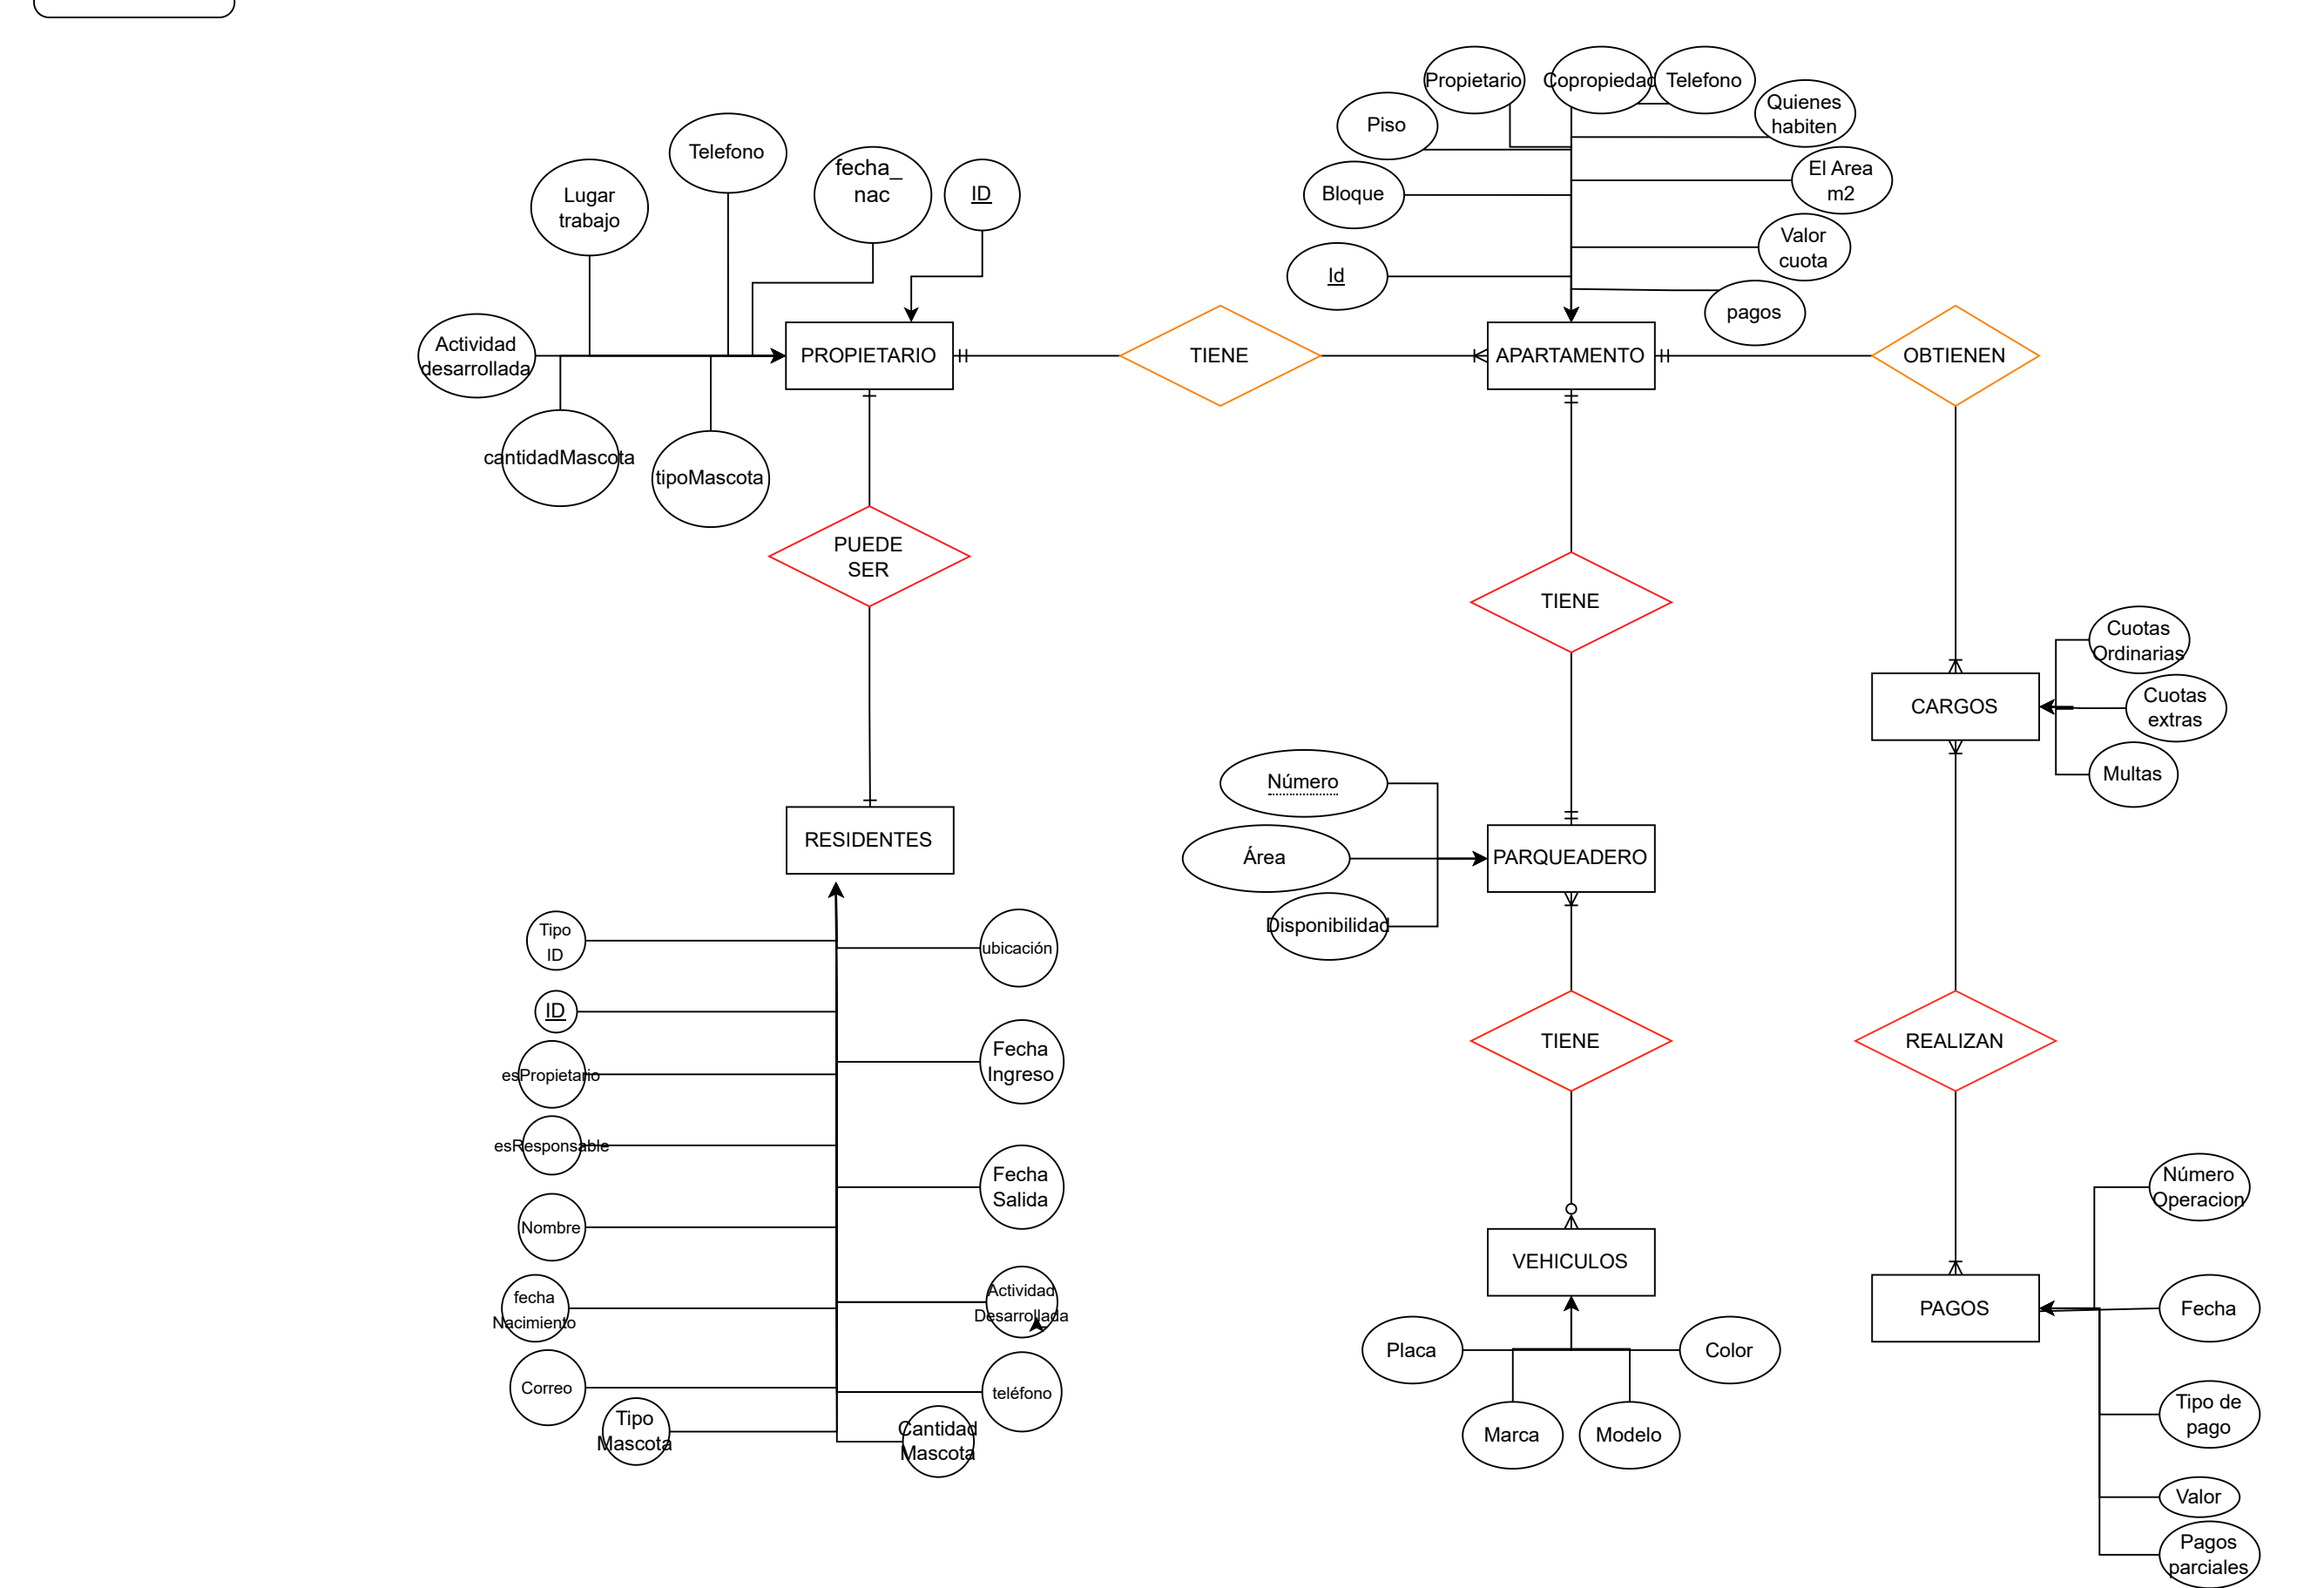 Propietario
Copropiedad
Telefono
Quienes
habiten
Piso
Telefono
fecha_
nac
ID
Lugar
trabajo
Bloque
El Area
m2
Valor
cuota
Id
pagos
Actividad
desarrollada
PROPIETARIO
TIENE
APARTAMENTO
OBTIENEN
cantidadMascota
tipoMascota
PUEDE
SER
TIENE
Cuotas
Ordinarias
CARGOS
Cuotas
extras
Multas
Número
RESIDENTES
Área
PARQUEADERO
Disponibilidad
Tipo
ID
ubicación
ID
Fecha
Ingreso
TIENE
REALIZAN
esPropietario
esResponsable
Fecha
Salida
Número
Operacion
Nombre
VEHICULOS
fecha
Nacimiento
Actividad
Desarrollada
PAGOS
Fecha
Placa
Color
Correo
teléfono
Tipo
Mascota
Cantidad
Mascota
Marca
Modelo
Tipo de
pago
Valor
Pagos
parciales